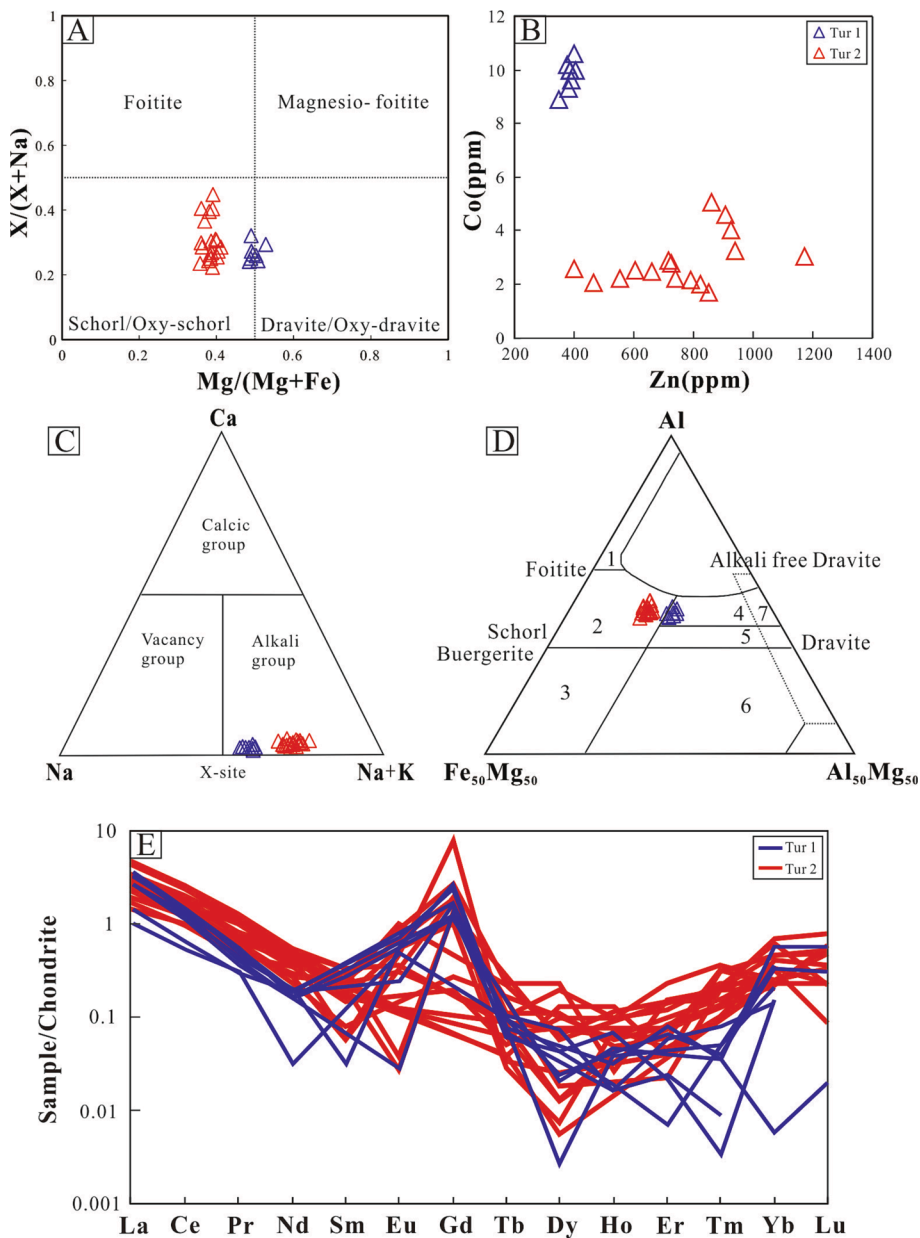 A
1
0.8
0.6
0.4
0.2
0
X/(X+Na)
Foitite
Magnesio- foitite
Schorl/Oxy-schorl
Dravite/Oxy-dravite
0
0.2
0.4
0.6
0.8
1
Mg/(Mg+Fe)
B
Tur 1
Tur 2
12
10
8
6
4
2
0
Co(ppm)
200
400
600
800
1000
1200
1400
Zn(ppm)
C
Ca
Calcic
group
Vacancy
group
Alkali
group
Na
X-site
Na+K
D
Al
1
Foitite
Alkali free Dravite
2
4
7
Schorl
Buergerite
5
Dravite
3
6
Fe₅₀Mg₅₀
Al₅₀Mg₅₀
E
Tur 1
Tur 2
10
1
0.1
0.01
0.001
Sample/Chondrite
La Ce Pr Nd Sm Eu Gd Tb Dy Ho Er Tm Yb Lu